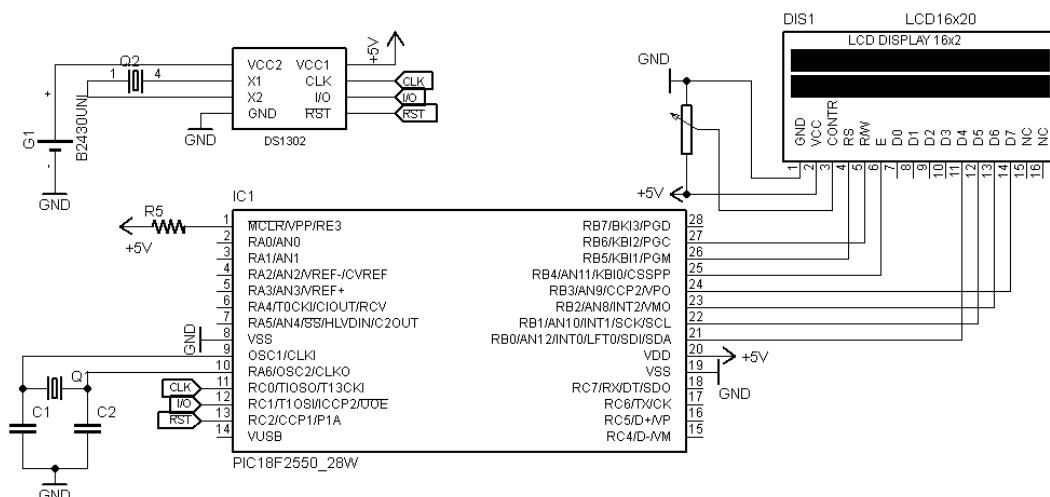 DIS1 LCD16x20
LCD DISPLAY 16x2
GND VCC CONTR RS R/W E D0 D1 D2 D3 D4 D5 D6 D7 NC NC
1 2 3 4 5 6 7 8 9 10 11 12 13 14 15 16
GND
+5V
Q2
1 4
+
G1
B2430UNI
-
GND
VCC2 VCC1
X1 CLK
X2 I/O
GND RST
DS1302
+5V
CLK
I/O
RST
GND
IC1
R5
+5V
1 MCLR/VPP/RE3 RB7/BKI3/PGD 28
2 RA0/AN0 RB6/KBI2/PGC 27
3 RA1/AN1 RB5/KBI1/PGM 26
4 RA2/AN2/VREF-/CVREF RB4/AN11/KBI0/CSSPP 25
5 RA3/AN3/VREF+ RB3/AN9/CCP2/VPO 24
6 RA4/T0CKI/CIOUT/RCV RB2/AN8/INT2/VMO 23
7 RA5/AN4/SS/HLVDIN/C2OUT RB1/AN10/INT1/SCK/SCL 22
8 VSS RB0/AN12/INT0/LFT0/SDI/SDA 21
9 OSC1/CLKI VDD 20
10 RA6/OSC2/CLKO VSS 19
11 RC0/TIOSO/T13CKI RC7/RX/DT/SDO 18
12 RC1/T1OSI/ICCP2/UOE RC6/TX/CK 17
13 RC2/CCP1/P1A RC5/D+/VP 16
14 VUSB RC4/D-/VM 15
PIC18F2550_28W
GND
+5V
GND
Q1
C1 C2
GND
CLK
I/O
RST